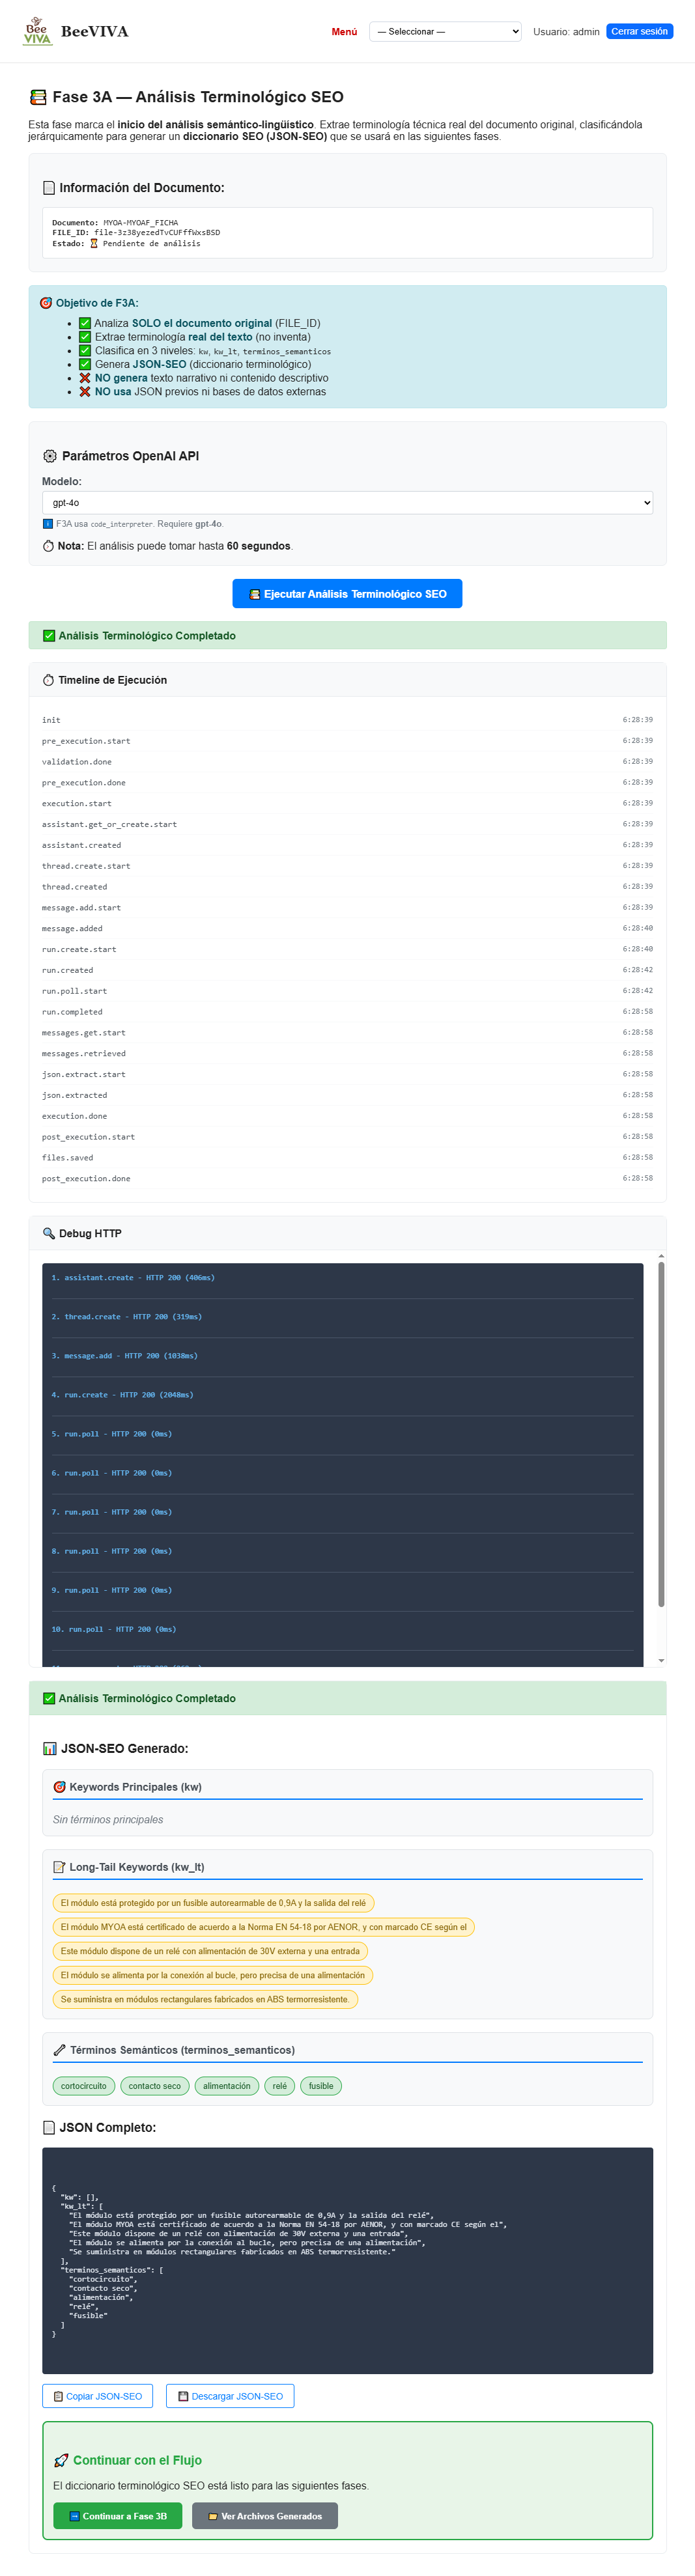 Bee
VIVA
BeeVIVA
Menú
— Seleccionar —
Usuario: admin
Cerrar sesión
Fase 3A — Análisis Terminológico SEO
Esta fase marca el inicio del análisis semántico-lingüístico. Extrae terminología técnica real del documento original, clasificándola
jerárquicamente para generar un diccionario SEO (JSON-SEO) que se usará en las siguientes fases.
Información del Documento:
Documento: MYOA-MYOAF_FICHA
FILE_ID: file-3z38yezedTvCUFffWxsBSD
Estado: ⏳ Pendiente de análisis
Objetivo de F3A:
✅ Analiza SOLO el documento original (FILE_ID)
✅ Extrae terminología real del texto (no inventa)
✅ Clasifica en 3 niveles: kw, kw_lt, terminos_semanticos
✅ Genera JSON-SEO (diccionario terminológico)
❌ NO genera texto narrativo ni contenido descriptivo
❌ NO usa JSON previos ni bases de datos externas
Parámetros OpenAI API
Modelo:
gpt-4o
ℹ️ F3A usa code_interpreter. Requiere gpt-4o.
Nota: El análisis puede tomar hasta 60 segundos.
Ejecutar Análisis Terminológico SEO
✅ Análisis Terminológico Completado
Timeline de Ejecución
init 6:28:39
pre_execution.start 6:28:39
validation.done 6:28:39
pre_execution.done 6:28:39
execution.start 6:28:39
assistant.get_or_create.start 6:28:39
assistant.created 6:28:39
thread.create.start 6:28:39
thread.created 6:28:39
message.add.start 6:28:39
message.added 6:28:40
run.create.start 6:28:40
run.created 6:28:42
run.poll.start 6:28:42
run.completed 6:28:58
messages.get.start 6:28:58
messages.retrieved 6:28:58
json.extract.start 6:28:58
json.extracted 6:28:58
execution.done 6:28:58
post_execution.start 6:28:58
files.saved 6:28:58
post_execution.done 6:28:58
Debug HTTP
1. assistant.create - HTTP 200 (406ms)
2. thread.create - HTTP 200 (319ms)
3. message.add - HTTP 200 (1038ms)
4. run.create - HTTP 200 (2048ms)
5. run.poll - HTTP 200 (0ms)
6. run.poll - HTTP 200 (0ms)
7. run.poll - HTTP 200 (0ms)
8. run.poll - HTTP 200 (0ms)
9. run.poll - HTTP 200 (0ms)
10. run.poll - HTTP 200 (0ms)
✅ Análisis Terminológico Completado
JSON-SEO Generado:
Keywords Principales (kw)
Sin términos principales
Long-Tail Keywords (kw_lt)
El módulo está protegido por un fusible autorearmable de 0,9A y la salida del relé
El módulo MYOA está certificado de acuerdo a la Norma EN 54-18 por AENOR, y con marcado CE según el
Este módulo dispone de un relé con alimentación de 30V externa y una entrada
El módulo se alimenta por la conexión al bucle, pero precisa de una alimentación
Se suministra en módulos rectangulares fabricados en ABS termorresistente.
Términos Semánticos (terminos_semanticos)
cortocircuito contacto seco alimentación relé fusible
JSON Completo:
{
"kw": [],
"kw_lt": [
"El módulo está protegido por un fusible autorearmable de 0,9A y la salida del relé",
"El módulo MYOA está certificado de acuerdo a la Norma EN 54-18 por AENOR, y con marcado CE según el",
"Este módulo dispone de un relé con alimentación de 30V externa y una entrada",
"El módulo se alimenta por la conexión al bucle, pero precisa de una alimentación",
"Se suministra en módulos rectangulares fabricados en ABS termorresistente."
],
"terminos_semanticos": [
"cortocircuito",
"contacto seco",
"alimentación",
"relé",
"fusible"
]
}
Copiar JSON-SEO
Descargar JSON-SEO
Continuar con el Flujo
El diccionario terminológico SEO está listo para las siguientes fases.
Continuar a Fase 3B
Ver Archivos Generados